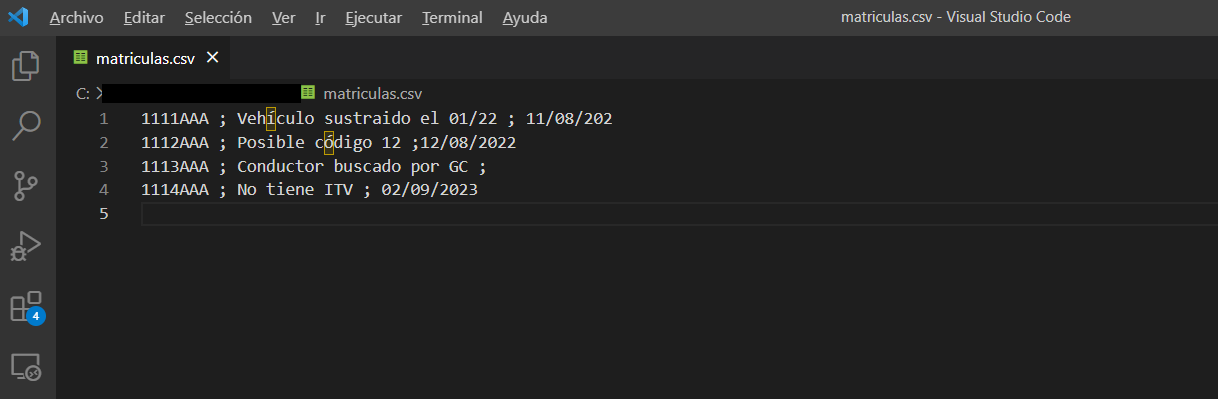 Archivo Editar Selección Ver Ir Ejecutar Terminal Ayuda matriculas.csv - Visual Studio Code
matriculas.csv
C: matriculas.csv
1 1111AAA ; Vehículo sustraido el 01/22 ; 11/08/202
2 1112AAA ; Posible código 12 ;12/08/2022
3 1113AAA ; Conductor buscado por GC ;
4 1114AAA ; No tiene ITV ; 02/09/2023
5
4